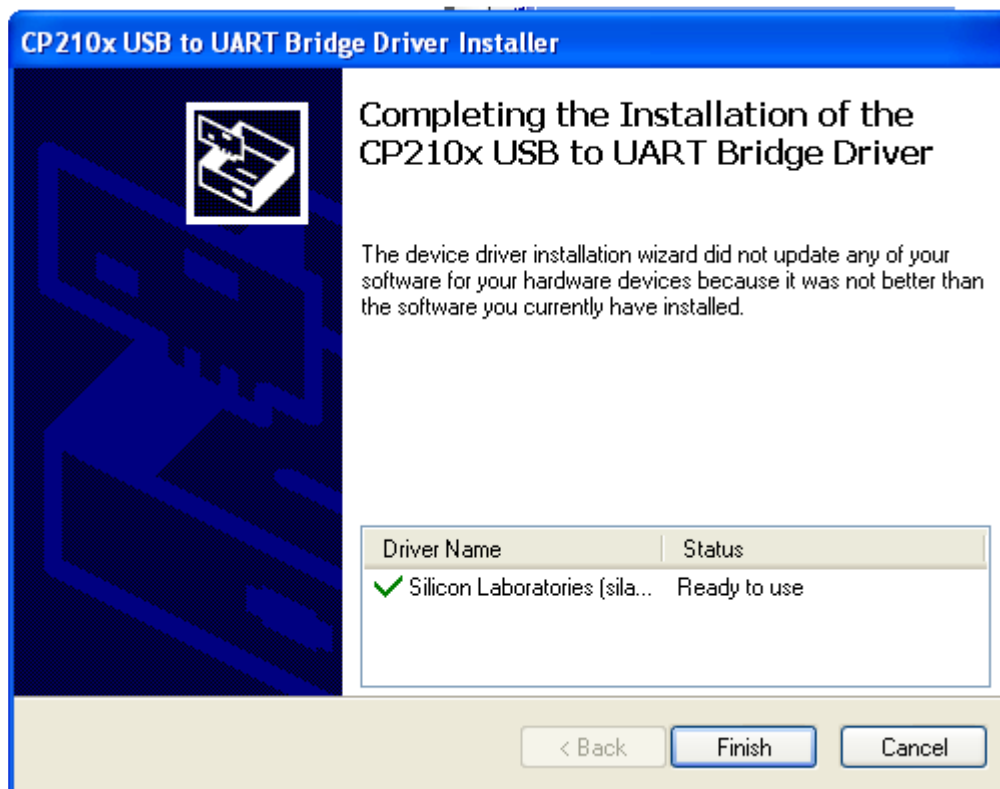 CP210x USB to UART Bridge Driver Installer
Completing the Installation of the
CP210x USB to UART Bridge Driver
The device driver installation wizard did not update any of your
software for your hardware devices because it was not better than
the software you currently have installed.
Driver Name Status
Silicon Laboratories (sila... Ready to use
< Back Finish Cancel